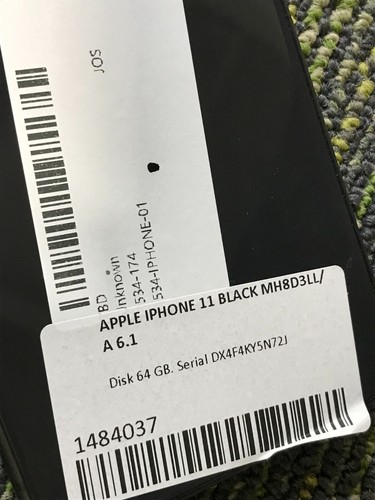 JOS
BD
nknown
534-174
534-IPHONE-01
APPLE IPHONE 11 BLACK MH8D3LL/
A 6.1
Disk 64 GB. Serial DX4F4KY5N72J
1484037